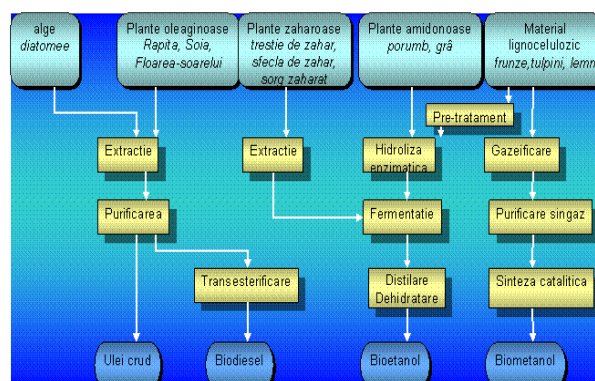 alge
diatomee
Plante oleaginoase
Rapita, Soia,
Floarea-soarelui
Plante zaharoase
trestie de zahar,
sfecla de zahar,
sorg zaharat
Plante amidonoase
porumb, grâ
Material
lignocelulozic
frunze,tulpini, lemn
Pre-tratament
Extractie
Extractie
Hidroliza
enzimatica
Gazeificare
Purificarea
Fermentatie
Purificare singaz
Transesterificare
Distilare
Dehidratare
Sinteza catalitica
Ulei crud
Biodiesel
Bioetanol
Biometanol